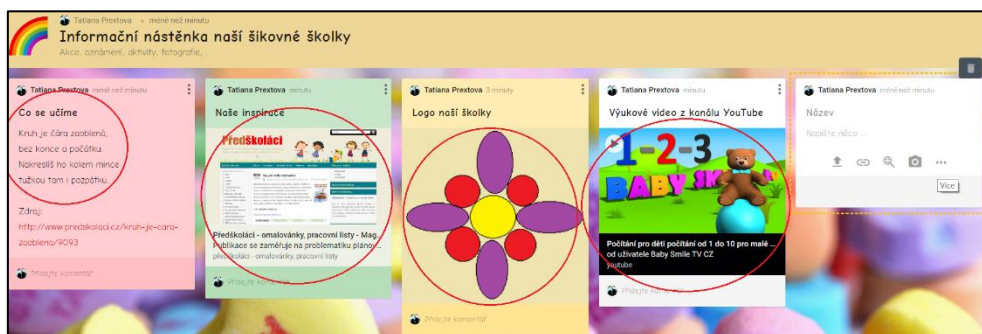 Tatiana Prextova • méně než minutu
Informační nástěnka naší šikovné školky
Akce, oznámení, aktivity, fotografie, ...
Tatiana Prextova méně než minutu
Co se učíme
Kruh je čára zaoblená,
bez konce a počátku.
Nakreslíš ho kolem mince
tužkou tam i pozpátku.
Zdroj:
http://www.predskolaci.cz/kruh-je-cara-
zaoblena/9093
Přidejte komentář
Tatiana Prextova minutu
Naše inspirace
Předškoláci
Předškoláci - omalovánky, pracovní listy - Mag...
Publikace se zaměřuje na problematiku plánov...
předškoláci - omalovánky, pracovní listy
Přidejte komentář
Tatiana Prextova 3 minuty
Logo naší školky
Přidejte komentář
Tatiana Prextova minutu
Výukové video z kanálu YouTube
1-2-3
BABY
Počítání pro děti počítání od 1 do 10 pro malé ...
od uživatele Baby Smile TV CZ
youtube
Přidejte komentář
Tatiana Prextova méně než minutu
Název
Napište něco ...
Více